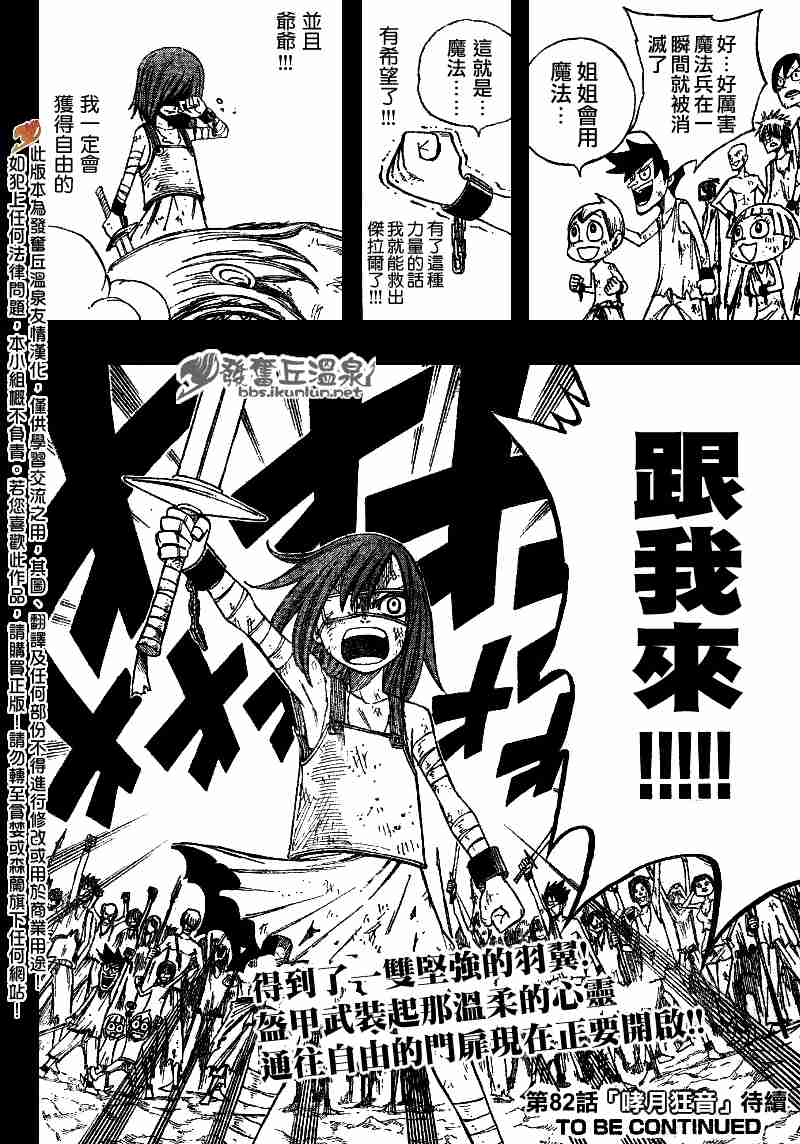 好…好厲害
魔法兵在一
瞬間就被消
滅了
姐姐會用
魔法…
這就是…
魔法……
有希望了!!!
有了這種
力量的話
我就能救出
傑拉爾了!!!
並且
爺爺!!!
我一定會
獲得自由的
跟我來!!!!!
發奮丘溫泉
bbs.ikunlun.net
得到了一雙堅強的羽翼!
盔甲武裝起那溫柔的心靈
通往自由的門扉現在正要開啟!!
第82話「哮月狂音」待續
TO BE CONTINUED
此版本為發奮丘溫泉友情漢化，僅供學習交流之用，其圖、翻譯及任何部份不得進行修改或用於商業用途！
如犯上任何法律問題，本小組概不負責。若您喜歡此作品，請購買正版！請勿轉至貪婪或森蘭旗下任何網站！